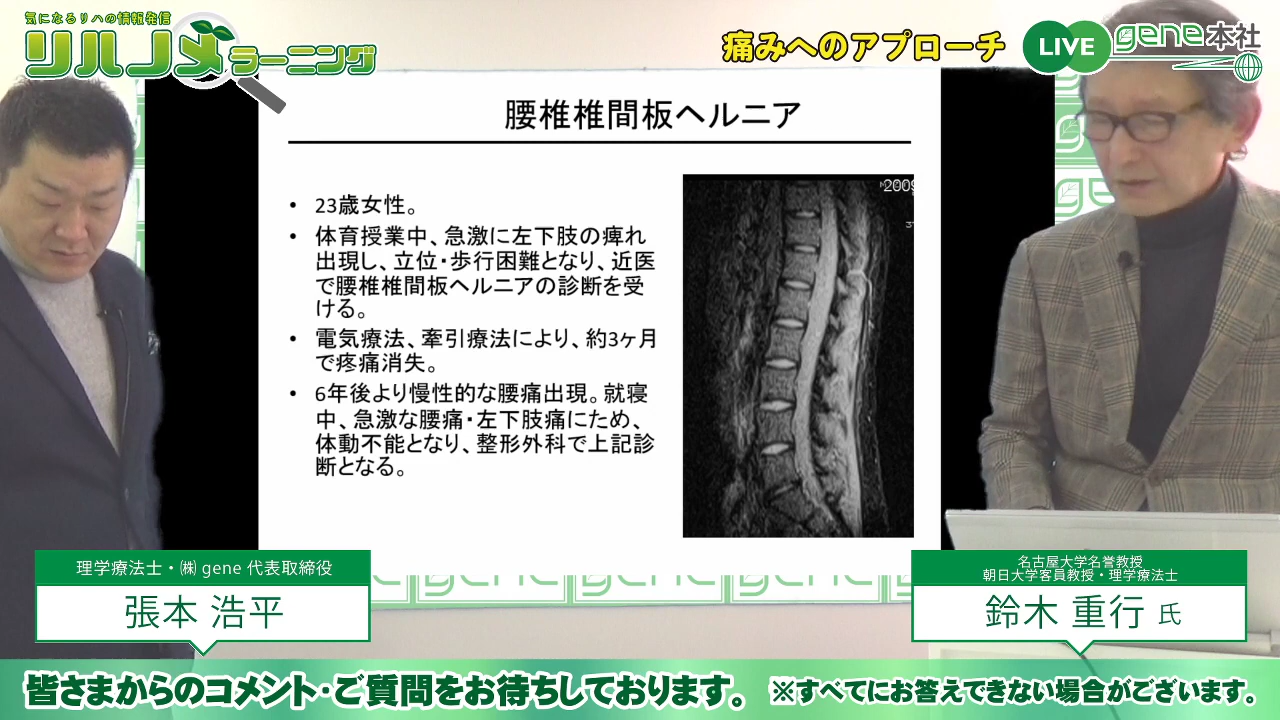 気になるリハの情報発信
リハノメ
ラーニング
痛みへのアプローチ
LIVE
gene本社
腰椎椎間板ヘルニア
• 23歳女性。
• 体育授業中、急激に左下肢の痺れ
出現し、立位・歩行困難となり、近医
で腰椎椎間板ヘルニアの診断を受
ける。
• 電気療法、牽引療法により、約3ヶ月
で疼痛消失。
• 6年後より慢性的な腰痛出現。就寝
中、急激な腰痛・左下肢痛にため、
体動不能となり、整形外科で上記診
断となる。
2009
理学療法士・㈱ gene 代表取締役
張本 浩平
名古屋大学名誉教授
朝日大学客員教授・理学療法士
鈴木 重行 氏
gene gene gene
皆さまからのコメント・ご質問をお待ちしております。 ※すべてにお答えできない場合がございます。